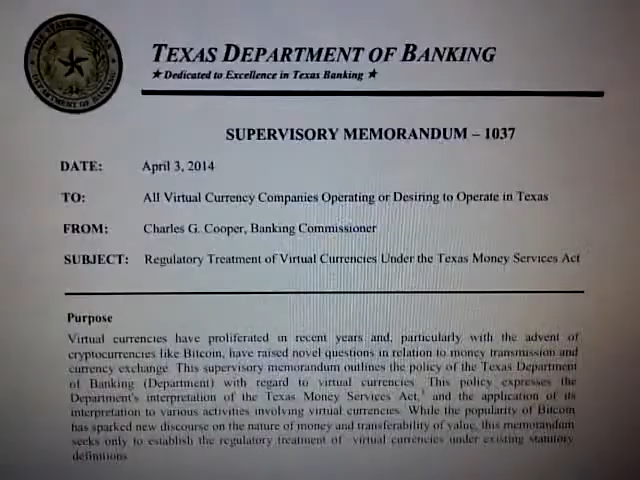 THE STATE OF TEXAS
DEPARTMENT OF BANKING
TEXAS DEPARTMENT OF BANKING
★ Dedicated to Excellence in Texas Banking ★
SUPERVISORY MEMORANDUM – 1037
DATE: April 3, 2014
TO: All Virtual Currency Companies Operating or Desiring to Operate in Texas
FROM: Charles G. Cooper, Banking Commissioner
SUBJECT: Regulatory Treatment of Virtual Currencies Under the Texas Money Services Act
Purpose
Virtual currencies have proliferated in recent years and, particularly with the advent of
cryptocurrencies like Bitcoin, have raised novel questions in relation to money transmission and
currency exchange. This supervisory memorandum outlines the policy of the Texas Department
of Banking (Department) with regard to virtual currencies. This policy expresses the
Department's interpretation of the Texas Money Services Act,¹ and the application of its
interpretation to various activities involving virtual currencies. While the popularity of Bitcoin
has sparked new discourse on the nature of money and transferability of value, this memorandum
seeks only to establish the regulatory treatment of virtual currencies under existing statutory
definitions.